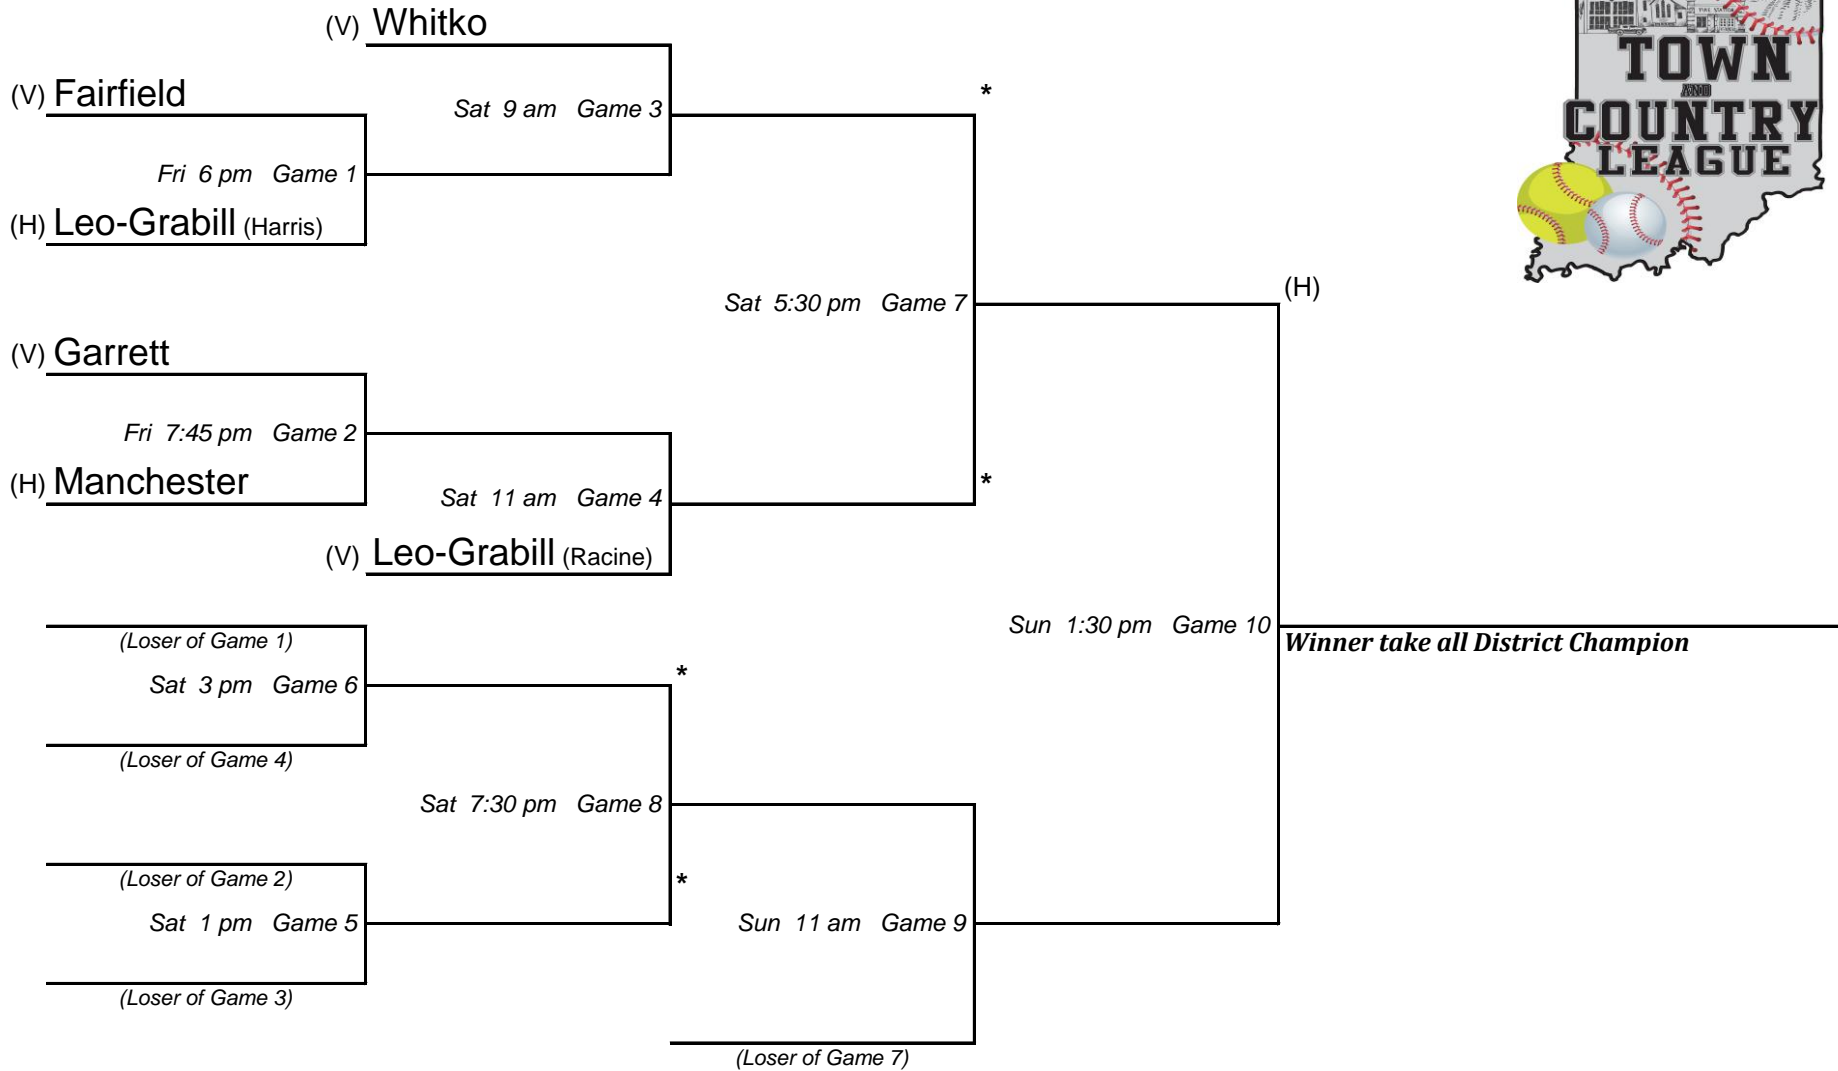 (V) Whitko
(V) Fairfield
Sat 9 am Game 3
*
Fri 6 pm Game 1
(H) Leo-Grabill (Harris)
TOWN
AND
COUNTRY
LEAGUE
Sat 5:30 pm Game 7
(H)
(V) Garrett
Fri 7:45 pm Game 2
(H) Manchester
Sat 11 am Game 4
*
(V) Leo-Grabill (Racine)
Sun 1:30 pm Game 10
Winner take all District Champion
(Loser of Game 1)
Sat 3 pm Game 6
*
(Loser of Game 4)
Sat 7:30 pm Game 8
(Loser of Game 2)
*
Sat 1 pm Game 5
Sun 11 am Game 9
(Loser of Game 3)
(Loser of Game 7)